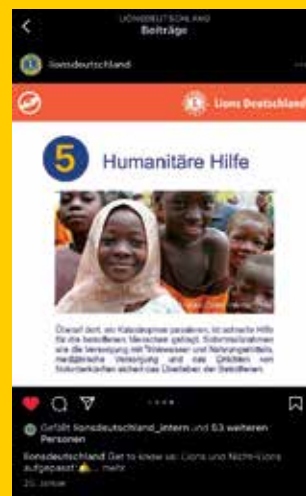 LIONSDEUTSCHLAND
Beiträge
lionsdeutschland
Lions Deutschland
5 Humanitäre Hilfe
Überall dort, wo Katastrophen passieren, ist schnelle Hilfe
für die betroffenen Menschen gefragt. Sofortmaßnahmen
wie die Versorgung mit Trinkwasser und Nahrungsmitteln,
medizinische Versorgung und das Errichten von
Notunterkünften sichert das Überleben der Betroffenen.
Gefällt lionsdeutschland_intern und 53 weiteren
Personen
lionsdeutschland Get to know us: Lions und Nicht-Lions
aufgepasst! ... mehr
25. Januar